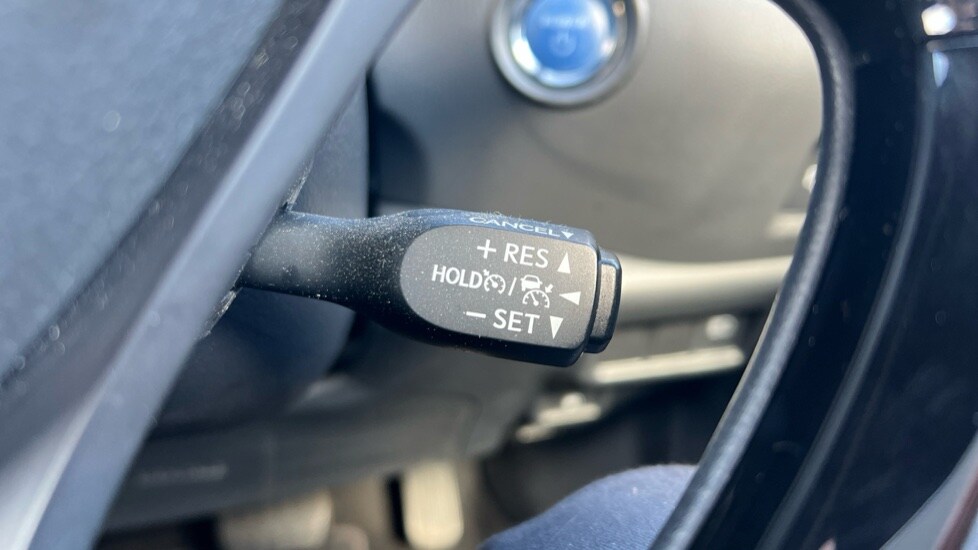 CANCEL▼
+ RES ▲
HOLD / ◀
− SET ▼